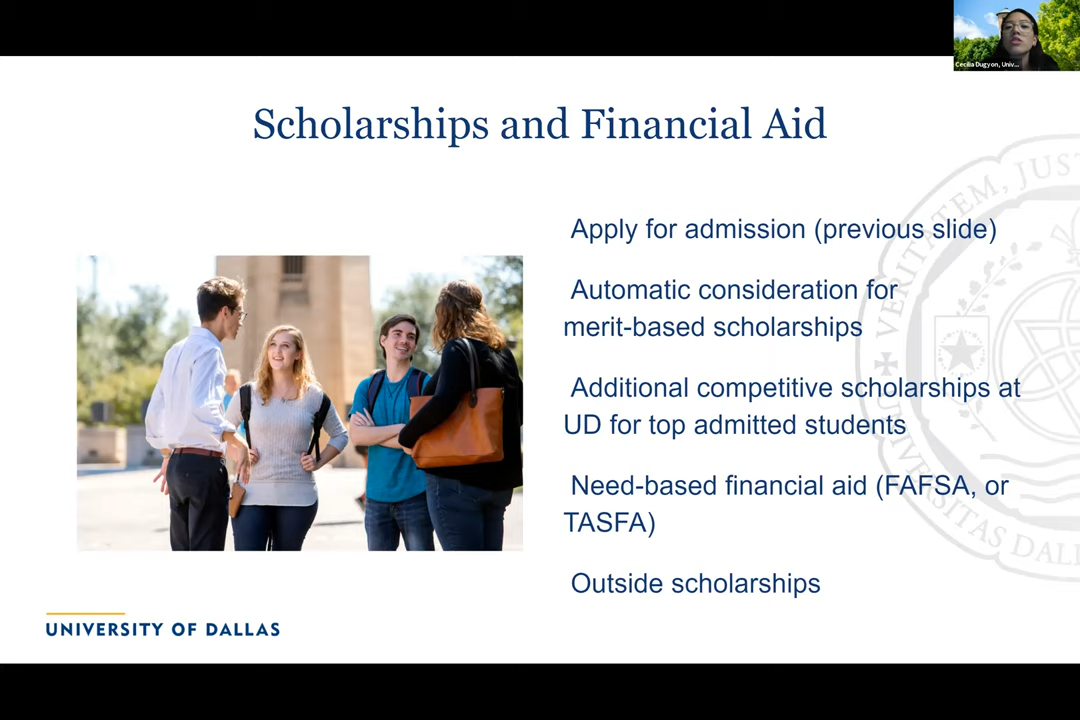 Cecilia Dugyon, Univ...
Scholarships and Financial Aid
Apply for admission (previous slide)
Automatic consideration for
merit-based scholarships
Additional competitive scholarships at
UD for top admitted students
Need-based financial aid (FAFSA, or
TASFA)
Outside scholarships
UNIVERSITY OF DALLAS
VERITATEM, JUS